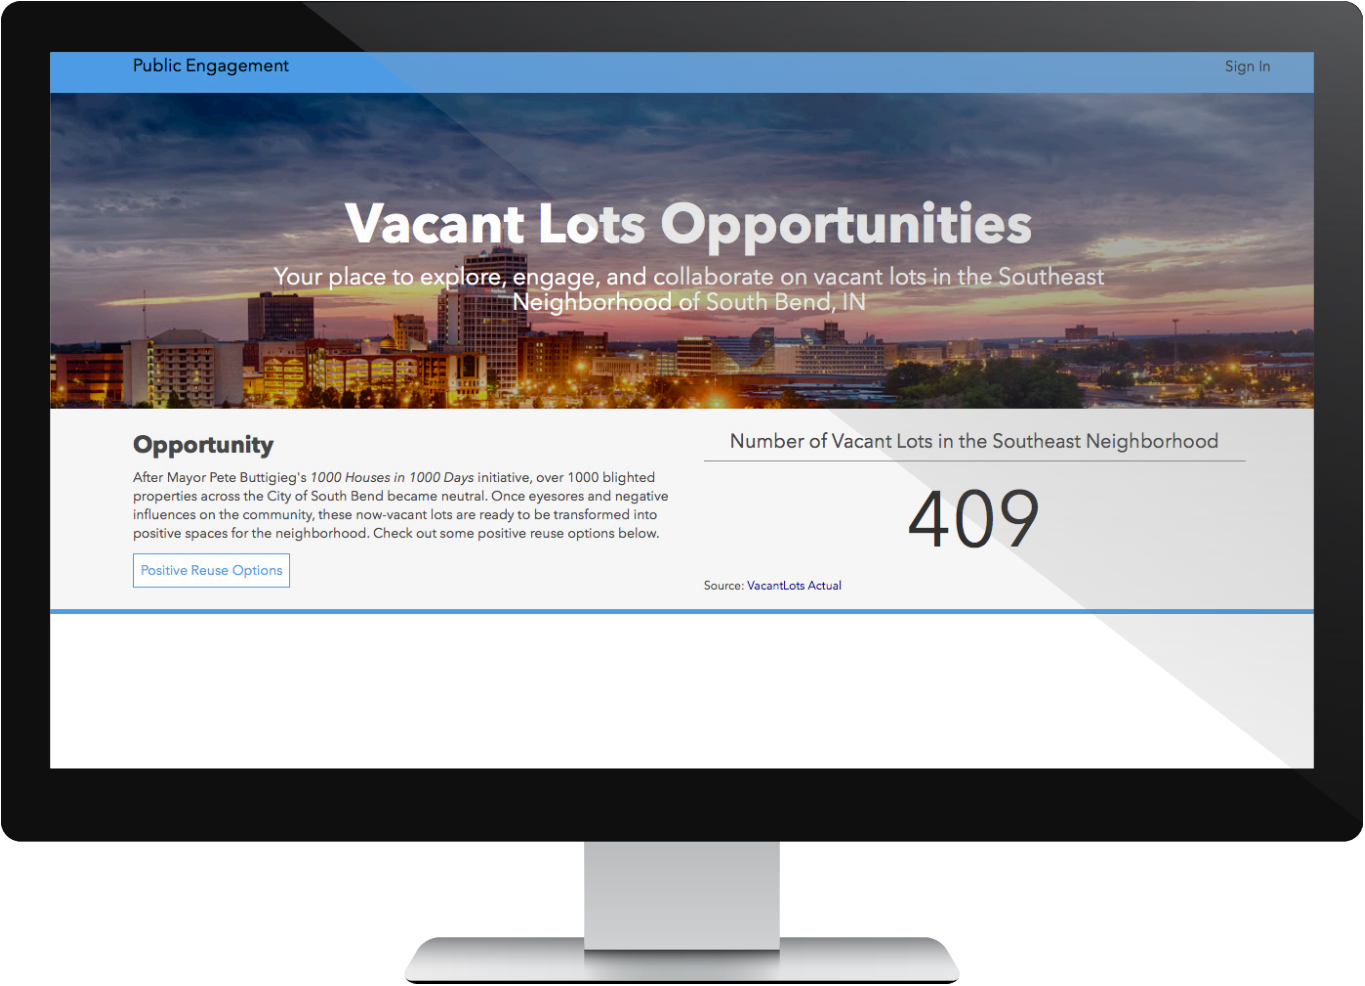 Public Engagement
Sign In
Vacant Lots Opportunities
Your place to explore, engage, and collaborate on vacant lots in the Southeast
Neighborhood of South Bend, IN
Opportunity
After Mayor Pete Buttigieg's 1000 Houses in 1000 Days initiative, over 1000 blighted
properties across the City of South Bend became neutral. Once eyesores and negative
influences on the community, these now-vacant lots are ready to be transformed into
positive spaces for the neighborhood. Check out some positive reuse options below.
Positive Reuse Options
Number of Vacant Lots in the Southeast Neighborhood
409
Source: VacantLots Actual